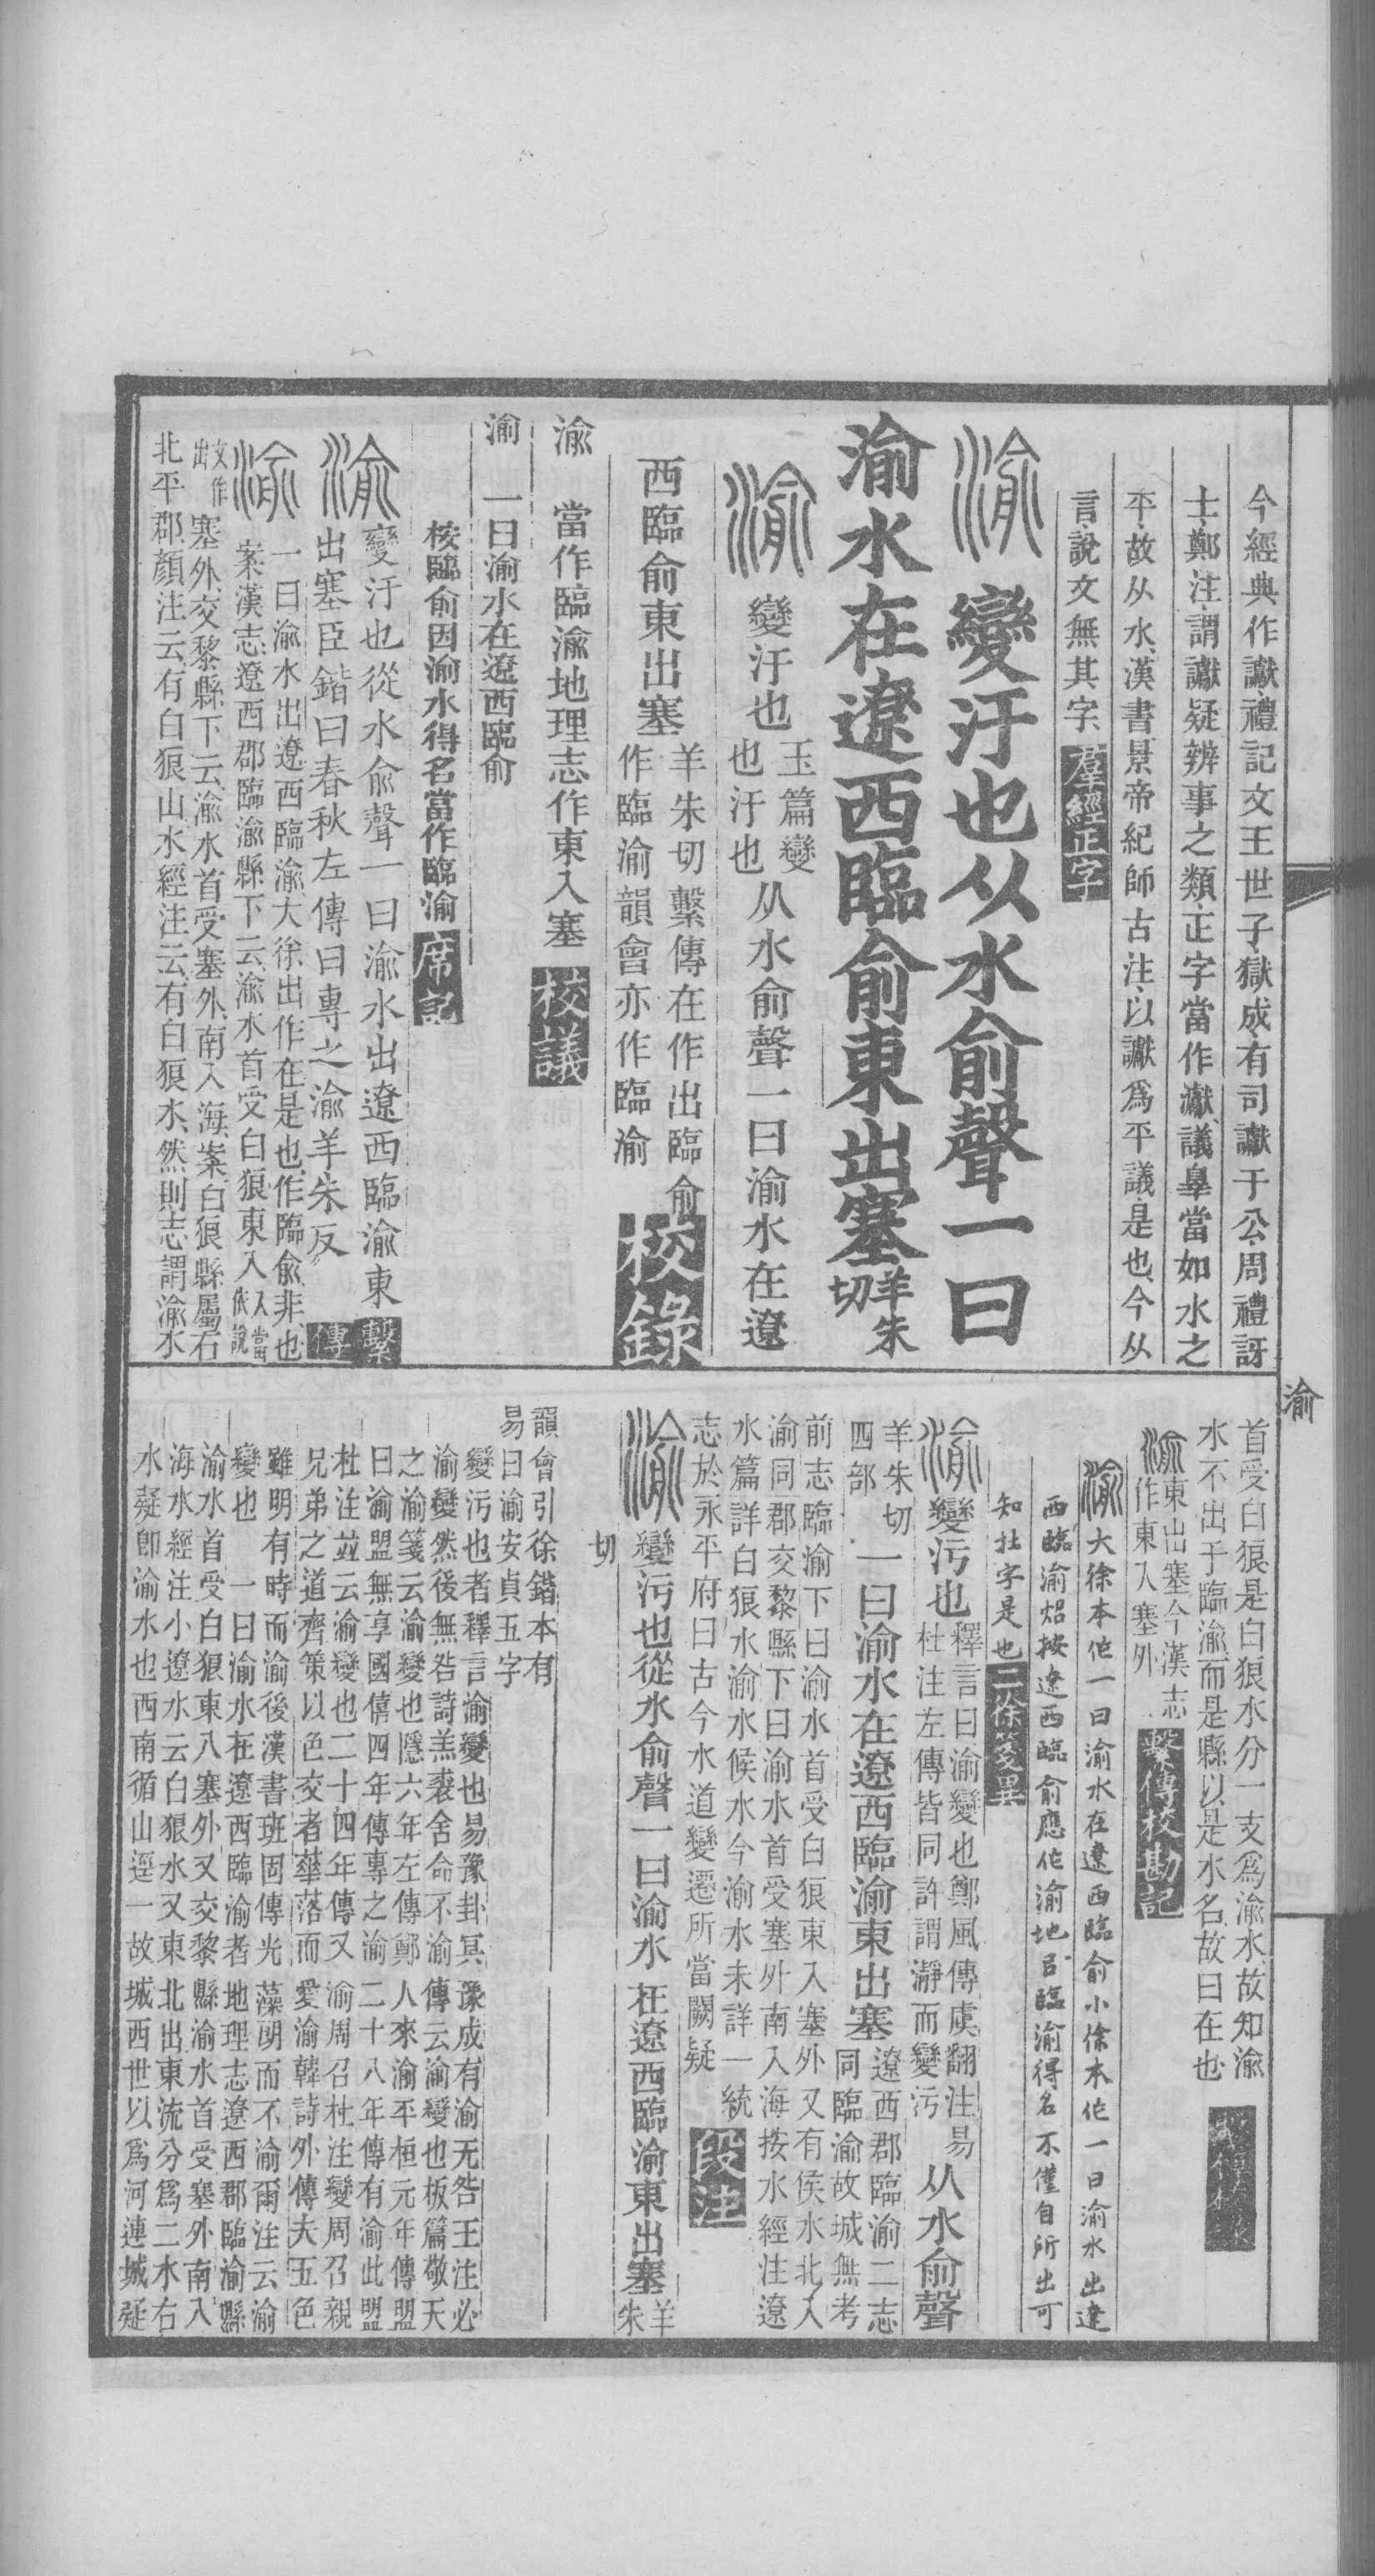 今經典作讞禮記文王世子獄成有司讞于公周禮訝
士鄭注謂讞疑辨事之類正字當作瀐議辠當如水之
平故从水漢書景帝紀師古注以讞爲平議是也今从
言說文無其字羣經正字
渝變汙也从水俞聲一曰
渝水在遼西臨俞東出塞羊朱切
渝變汙也玉篇變也汙也从水俞聲一曰渝水在遼
西臨俞東出塞羊朱切繫傳在作出臨俞作臨渝韻會亦作臨渝校錄
渝 當作臨渝地理志作東入塞校議
渝 一曰渝水在遼西臨俞
桉臨俞因渝水得名當作臨渝席記
渝變汙也從水俞聲一曰渝水出遼西臨渝東
出塞臣鍇曰春秋左傳曰專之渝羊朱反繫傳
渝一曰渝水出遼西臨渝大徐出作在是也作臨俞非也
案漢志遼西郡臨渝縣下云渝水首受白狼東入入當依說
文作出塞外交黎縣下云渝水首受塞外南入海案白狼縣屬右
北平郡顏注云有白狼山水經注云有白狼水然則志謂渝水
渝
首受白狼是白狼水分一支爲渝水故知渝
水不出于臨渝而是縣以是水名故曰在也
渝東出塞今漢志
作東入塞外繫傳校勘記
渝大徐本作一曰渝水在遼西臨俞小徐本作一曰渝水出遼
西臨渝炤按遼西臨俞應作渝地吕臨渝得名不僅自所出可
知在字是也二徐箋異
渝變污也釋言曰渝變也鄭風傳虞翻注易
杜注左傳皆同許謂瀞而變污从水俞聲
羊朱切
四部一曰渝水在遼西臨渝東出塞遼西郡臨渝二志
同臨渝故城無考
前志臨渝下曰渝水首受白狼東入塞外又有侯水北入
渝同郡交黎縣下曰渝水首受塞外南入海按水經注遼
水篇詳白狼水渝水候水今渝水未詳一統
志於永平府曰古今水道變遷所當闕疑段注
渝變污也從水俞聲一曰渝水在遼西臨渝東出塞羊朱
切
韻會引徐鍇本有
易曰渝安貞五字
變污也者釋言渝變也易豫卦冥豫成有渝无咎王注必
渝變然後無咎詩羔裘舍命不渝傳云渝變也板篇敬天
之渝箋云渝變也隱六年左傳鄭人來渝平桓元年傳盟
曰渝盟無享國僖四年傳專之渝二十八年傳有渝此盟
杜注並云渝變也二十四年傳又渝周召杜注變周召親
兄弟之道齊策以色交者華落而愛渝韓詩外傳夫五色
雖明有時而渝後漢書班固傳光藻朗而不渝爾注云渝
變也 一曰渝水在遼西臨渝者地理志遼西郡臨渝縣
渝水首受白狼東入塞外又交黎縣渝水首受塞外南入
海水經注小遼水云白狼水又東北出東流分爲二水右
水疑卽渝水也西南循山逕一故城西世以爲河連城疑